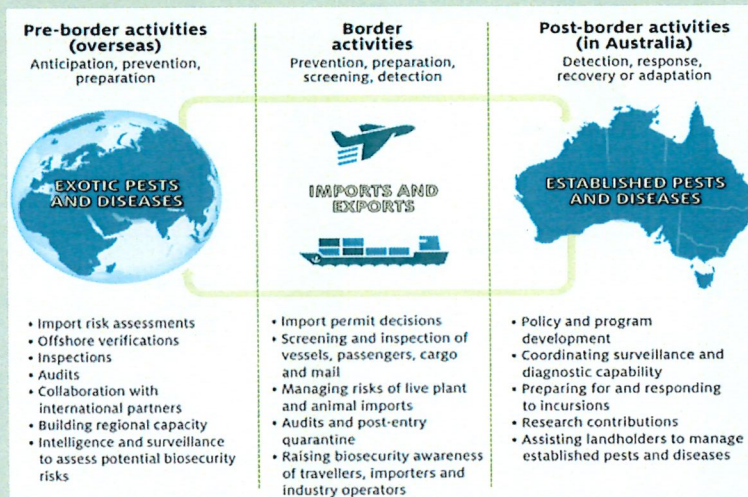 Pre-border activities
(overseas)
Anticipation, prevention,
preparation
EXOTIC PESTS
AND DISEASES
• Import risk assessments
• Offshore verifications
• Inspections
• Audits
• Collaboration with
international partners
• Building regional capacity
• Intelligence and surveillance
to assess potential biosecurity
risks
Border
activities
Prevention, preparation,
screening, detection
IMPORTS AND
EXPORTS
• Import permit decisions
• Screening and inspection of
vessels, passengers, cargo
and mail
• Managing risks of live plant
and animal imports
• Audits and post-entry
quarantine
• Raising biosecurity awareness
of travellers, importers and
industry operators
Post-border activities
(in Australia)
Detection, response,
recovery or adaptation
ESTABLISHED PESTS
AND DISEASES
• Policy and program
development
• Coordinating surveillance and
diagnostic capability
• Preparing for and responding
to incursions
• Research contributions
• Assisting landholders to manage
established pests and diseases